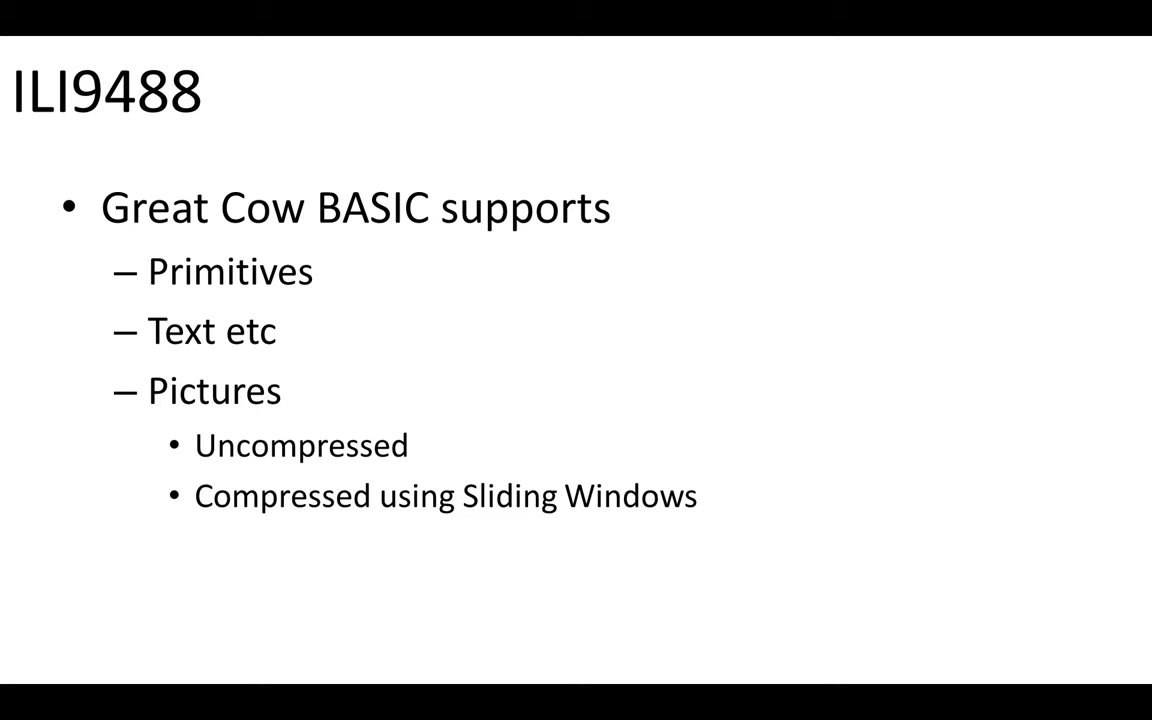 ILI9488
• Great Cow BASIC supports
– Primitives
– Text etc
– Pictures
• Uncompressed
• Compressed using Sliding Windows